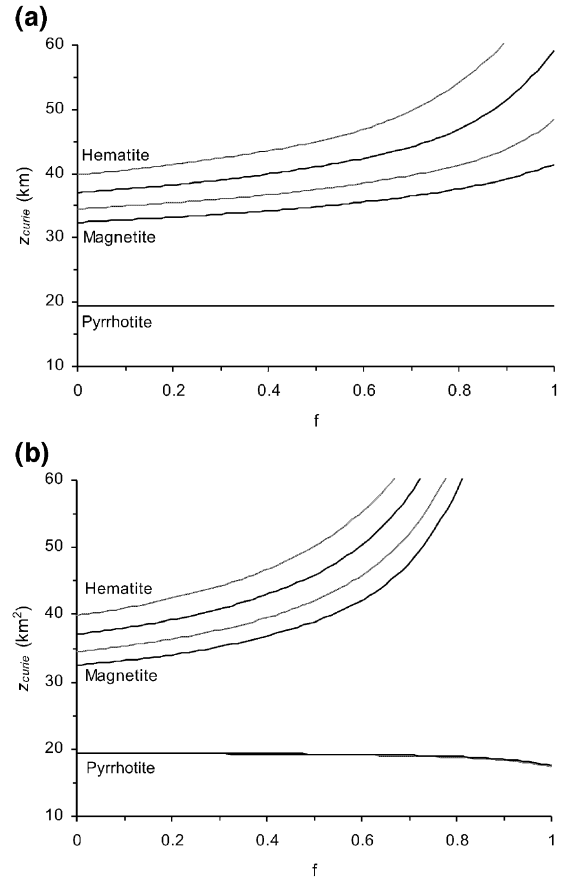 (a)
60
50
40
30
20
10
z_curie (km)
Hematite
Magnetite
Pyrrhotite
0 0.2 0.4 0.6 0.8 1
f
(b)
60
50
40
30
20
10
z_curie (km²)
Hematite
Magnetite
Pyrrhotite
0 0.2 0.4 0.6 0.8 1
f